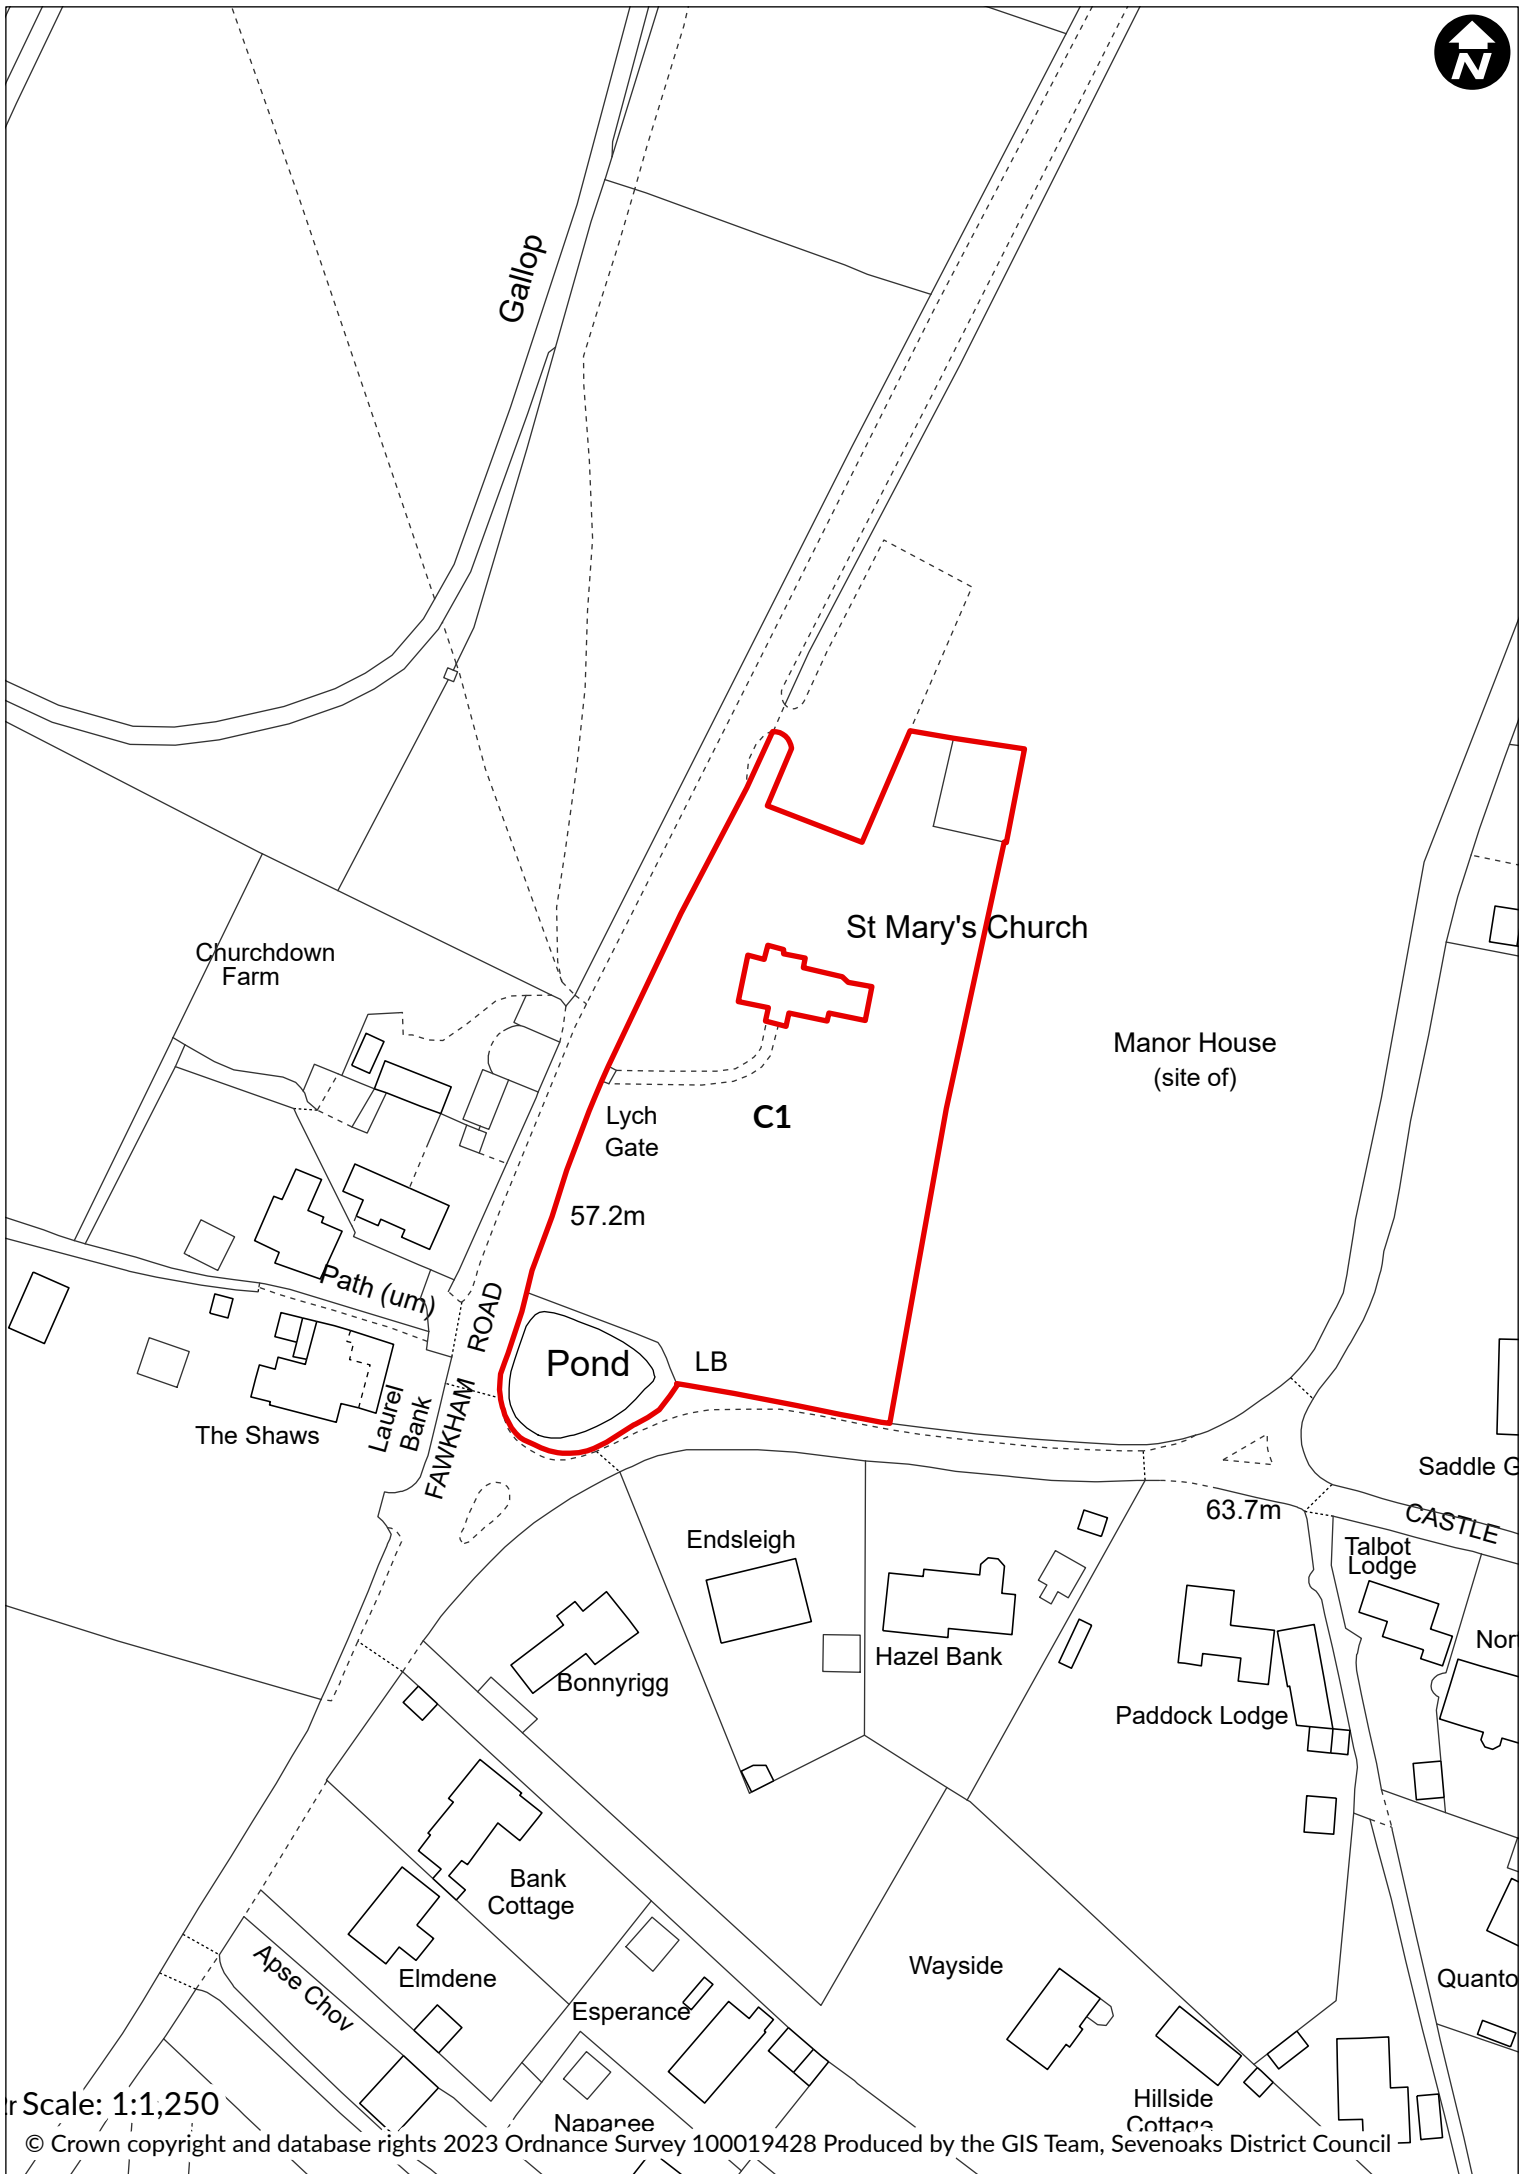 N
Gallop
St Mary's Church
Churchdown
Farm
Manor House
(site of)
Lych
Gate
C1
57.2m
Path (um)
FAWKHAM ROAD
Pond
LB
Laurel
Bank
The Shaws
Saddle G
63.7m
CASTLE
Endsleigh
Talbot
Lodge
Hazel Bank
Nor
Bonnyrigg
Paddock Lodge
Bank
Cottage
Apse Chov
Elmdene
Wayside
Quanto
Esperance
Hillside
Cottage
Napanee
Scale: 1:1,250
© Crown copyright and database rights 2023 Ordnance Survey 100019428 Produced by the GIS Team, Sevenoaks District Council